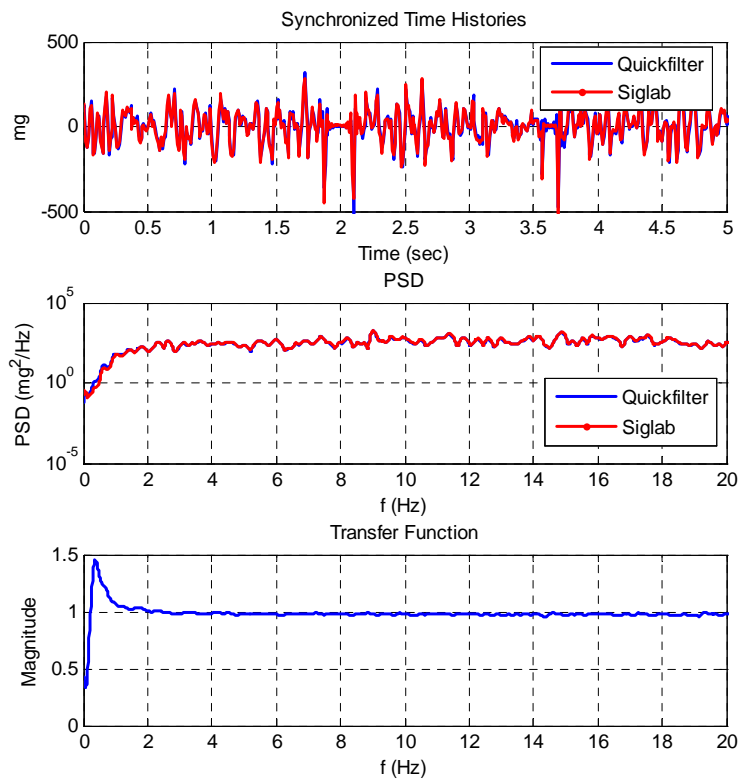 Synchronized Time Histories
500
0
-500
mg
Quickfilter
Siglab
0 0.5 1 1.5 2 2.5 3 3.5 4 4.5 5
Time (sec)
PSD
10^5
10^0
10^-5
PSD (mg^2/Hz)
Quickfilter
Siglab
0 2 4 6 8 10 12 14 16 18 20
f (Hz)
Transfer Function
1.5
1
0.5
0
Magnitude
0 2 4 6 8 10 12 14 16 18 20
f (Hz)